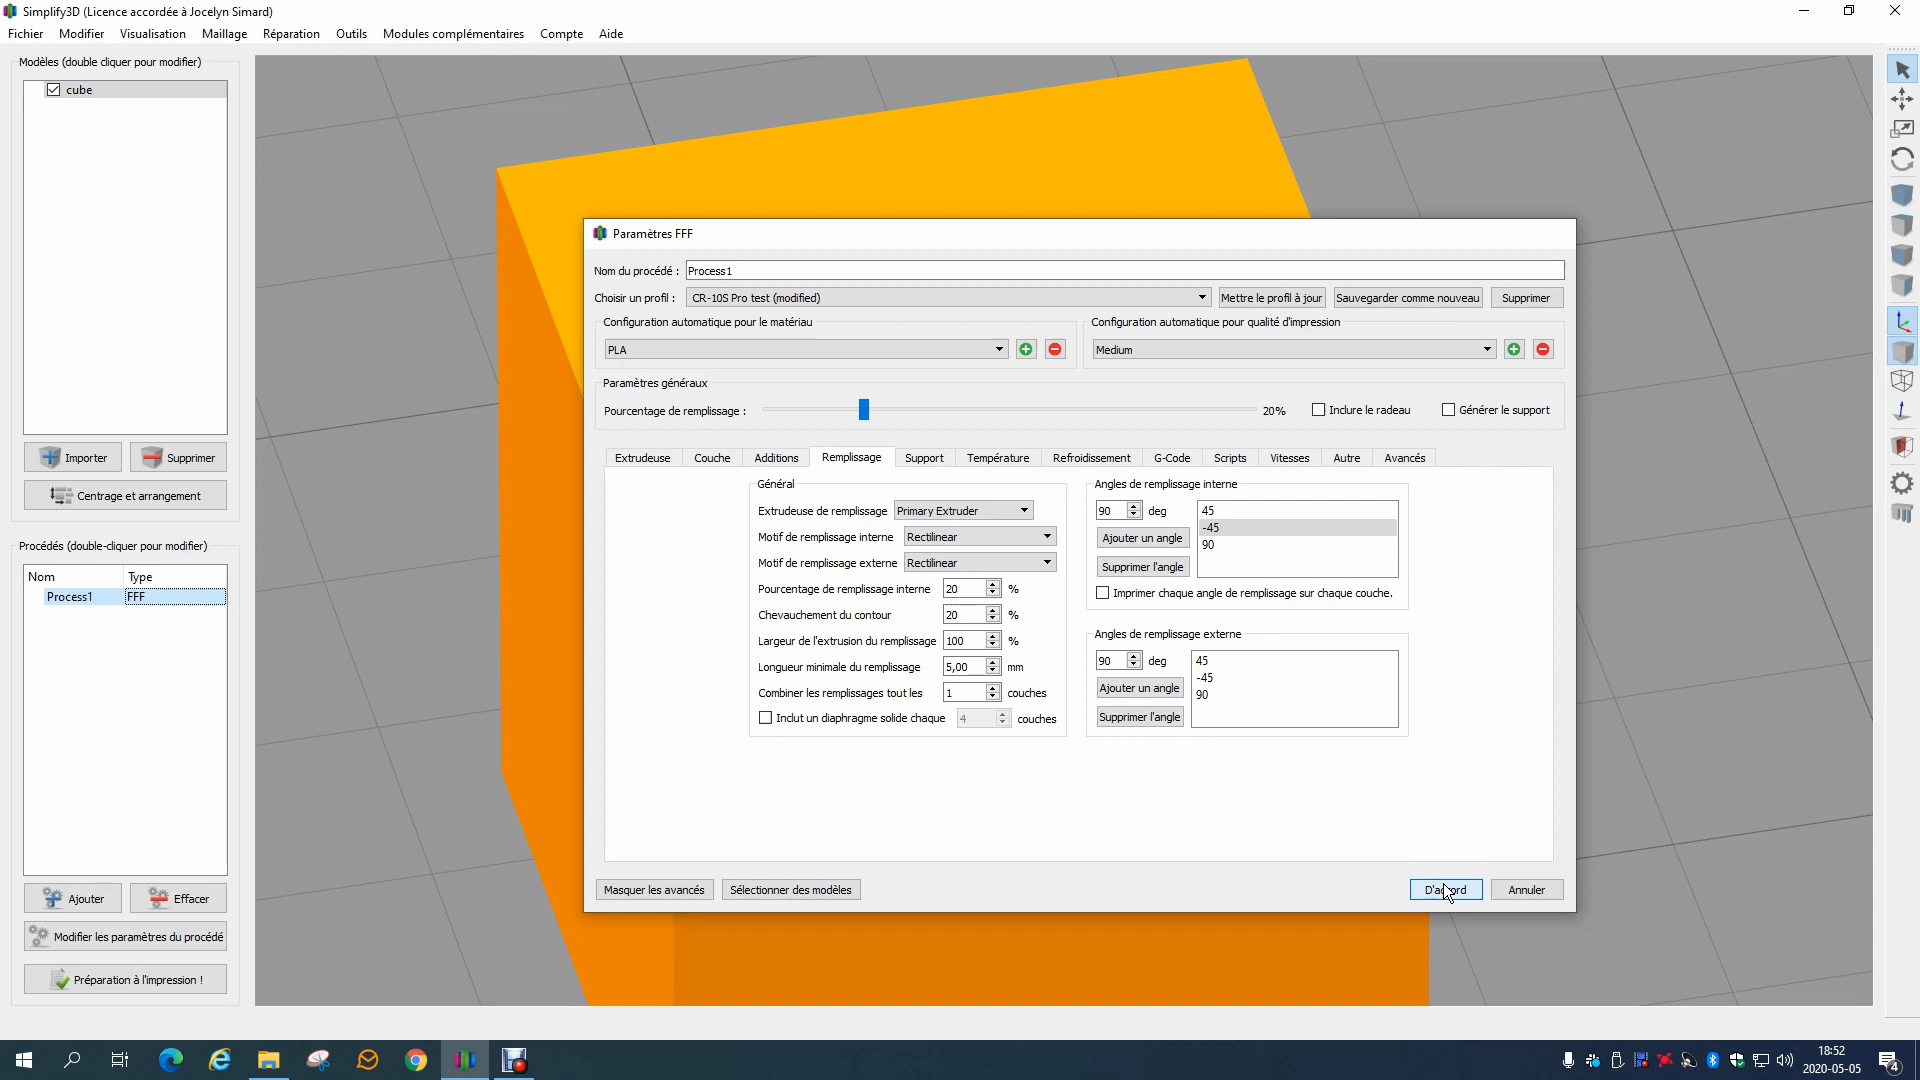 Simplify3D (Licence accordée à Jocelyn Simard)
Fichier Modifier Visualisation Maillage Réparation Outils Modules complémentaires Compte Aide
Modèles (double cliquer pour modifier)
cube
Importer Supprimer
Centrage et arrangement
Procédés (double-cliquer pour modifier)
Nom Type
Process1 FFF
Ajouter Effacer
Modifier les paramètres du procédé
Préparation à l'impression !
Paramètres FFF
Nom du procédé : Process1
Choisir un profil : CR-10S Pro test (modified) Mettre le profil à jour Sauvegarder comme nouveau Supprimer
Configuration automatique pour le matériau Configuration automatique pour qualité d'impression
PLA Medium
Paramètres généraux
Pourcentage de remplissage : 20% Inclure le radeau Générer le support
Extrudeuse Couche Additions Remplissage Support Température Refroidissement G-Code Scripts Vitesses Autre Avancés
Général
Extrudeuse de remplissage Primary Extruder
Motif de remplissage interne Rectilinear
Motif de remplissage externe Rectilinear
Pourcentage de remplissage interne 20 %
Chevauchement du contour 20 %
Largeur de l'extrusion du remplissage 100 %
Longueur minimale du remplissage 5,00 mm
Combiner les remplissages tout les 1 couches
Inclut un diaphragme solide chaque 4 couches
Angles de remplissage interne
90 deg
Ajouter un angle
Supprimer l'angle
45
-45
90
Imprimer chaque angle de remplissage sur chaque couche.
Angles de remplissage externe
90 deg
Ajouter un angle
Supprimer l'angle
45
-45
90
Masquer les avancés Sélectionner des modèles D'accord Annuler
18:52
2020-05-05
4